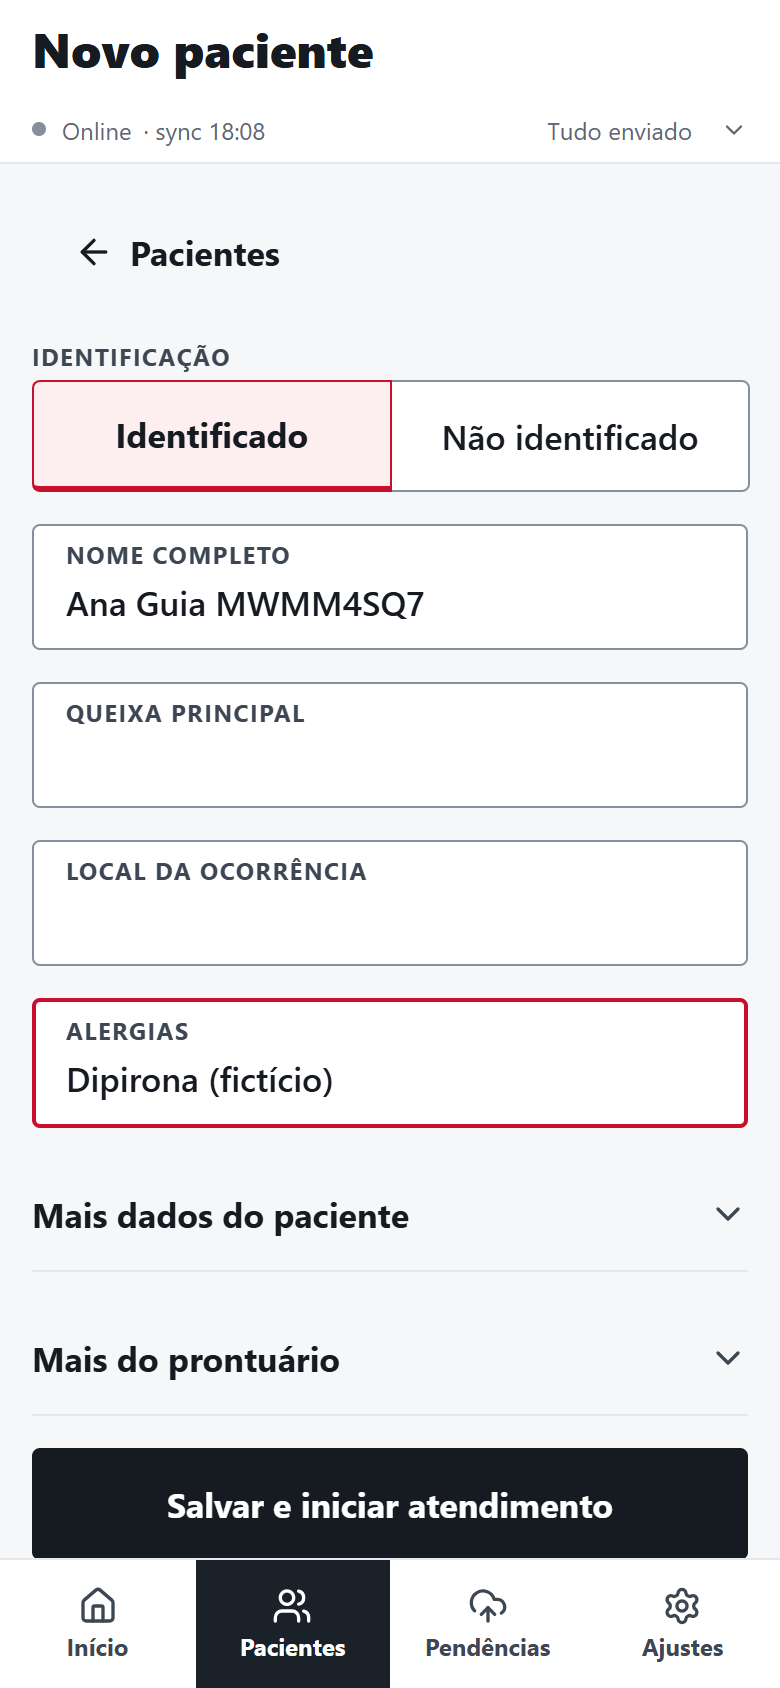 Novo paciente
Online · sync 18:08
Tudo enviado
Pacientes
IDENTIFICAÇÃO
Identificado
Não identificado
NOME COMPLETO
Ana Guia MWMM4SQ7
QUEIXA PRINCIPAL
LOCAL DA OCORRÊNCIA
ALERGIAS
Dipirona (fictício)
Mais dados do paciente
Mais do prontuário
Salvar e iniciar atendimento
Início
Pacientes
Pendências
Ajustes